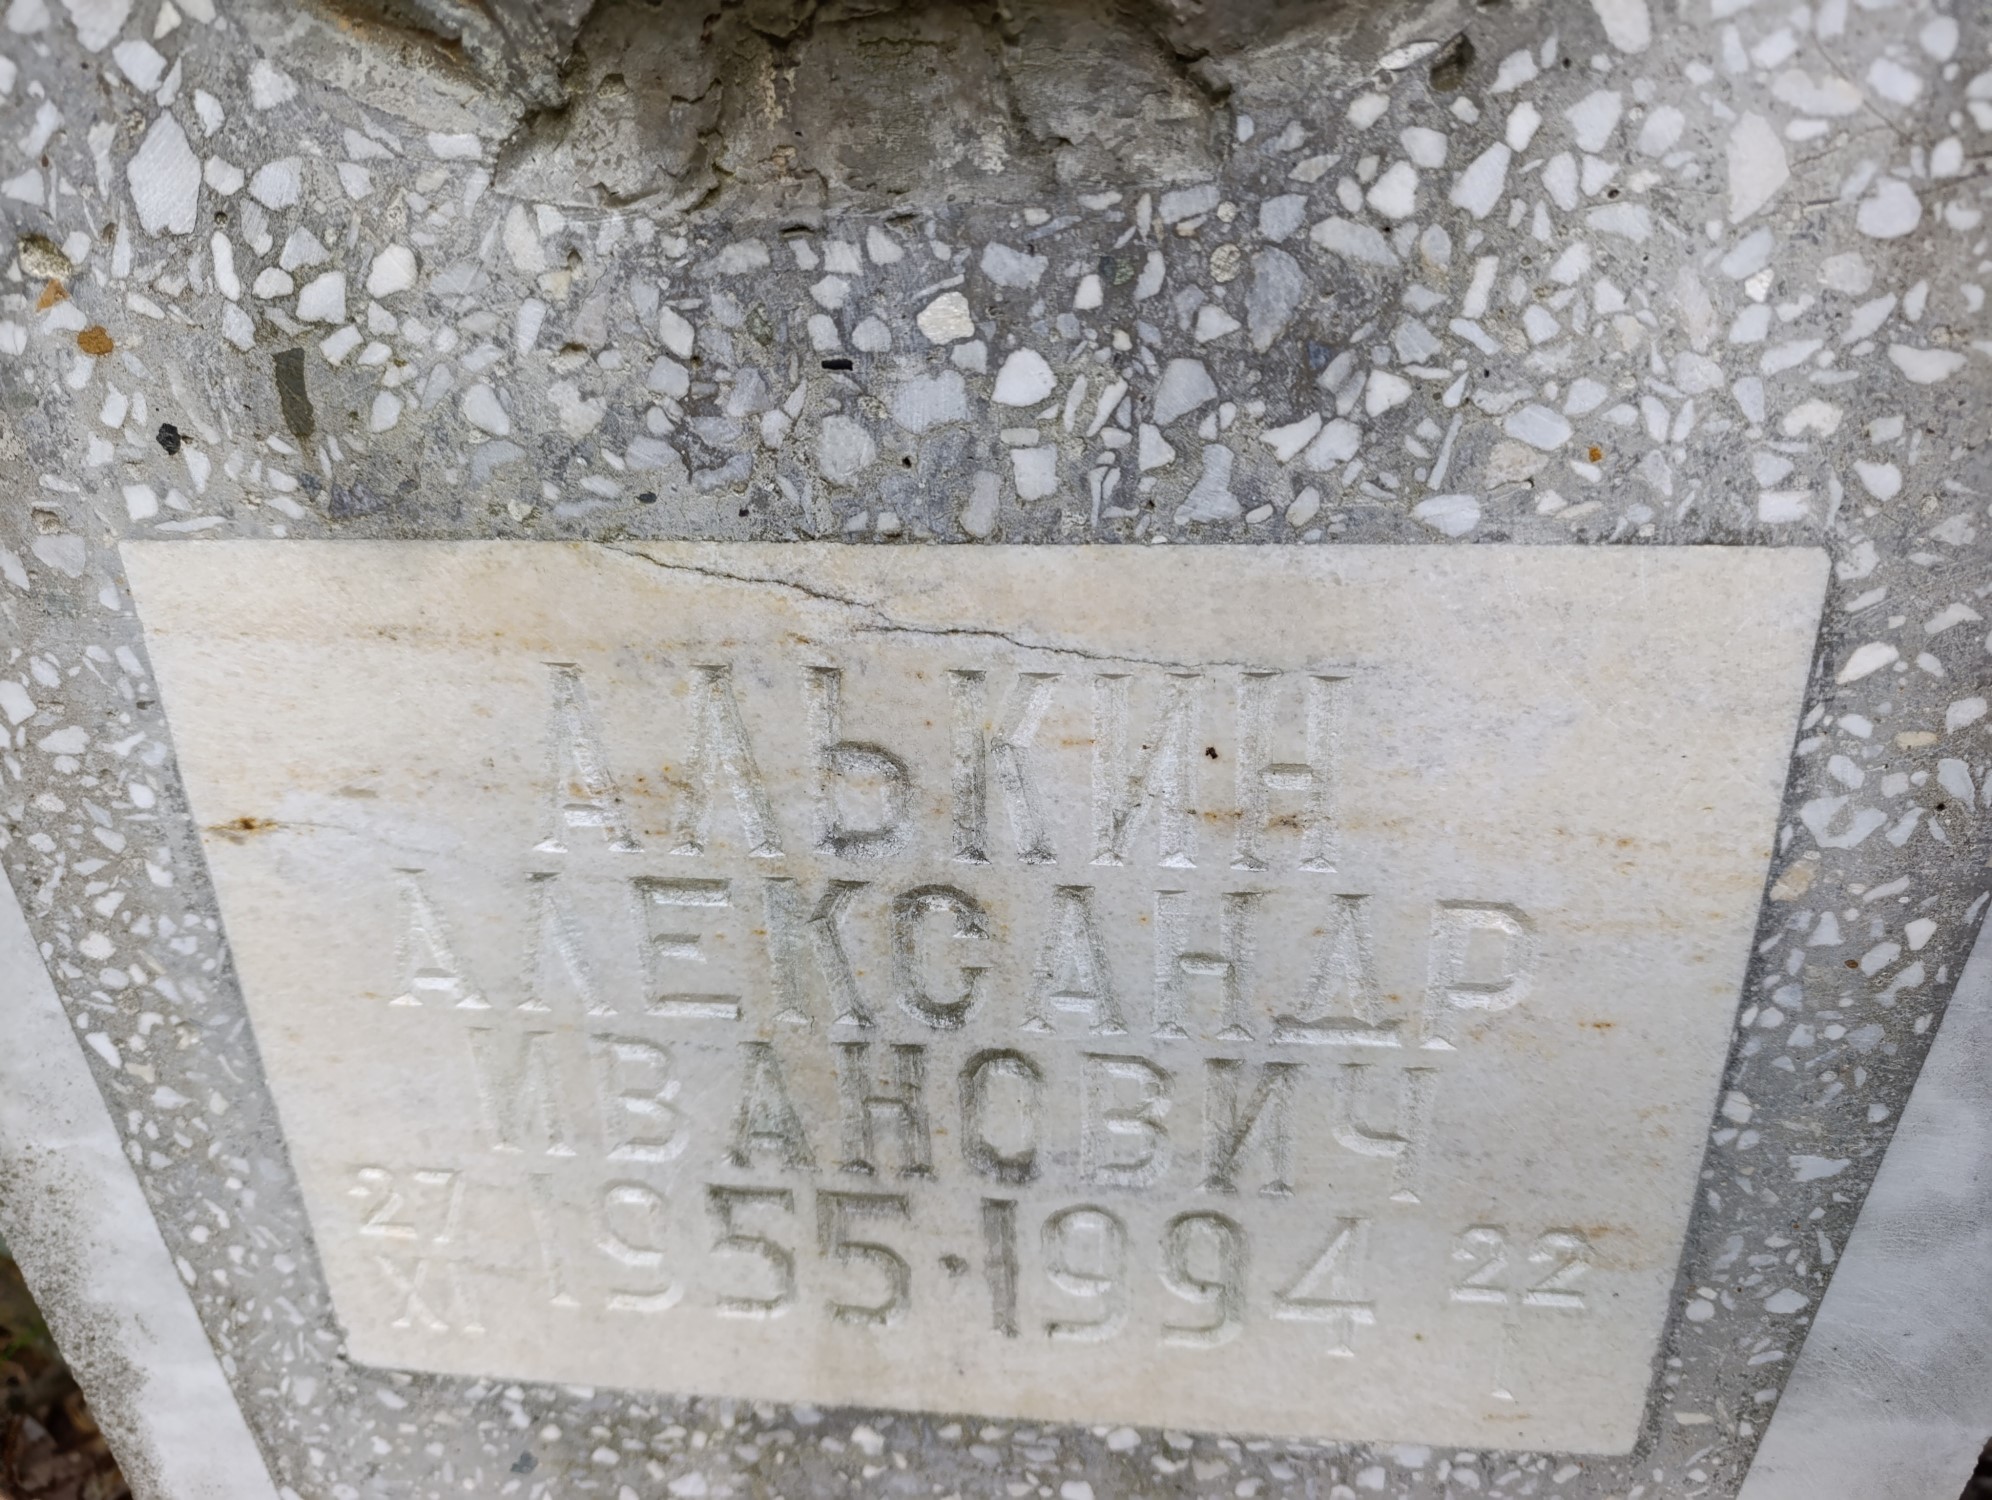 АЛЬКИН
АЛЕКСАНДР
ИВАНОВИЧ
27 XI 1955·1994 22 I